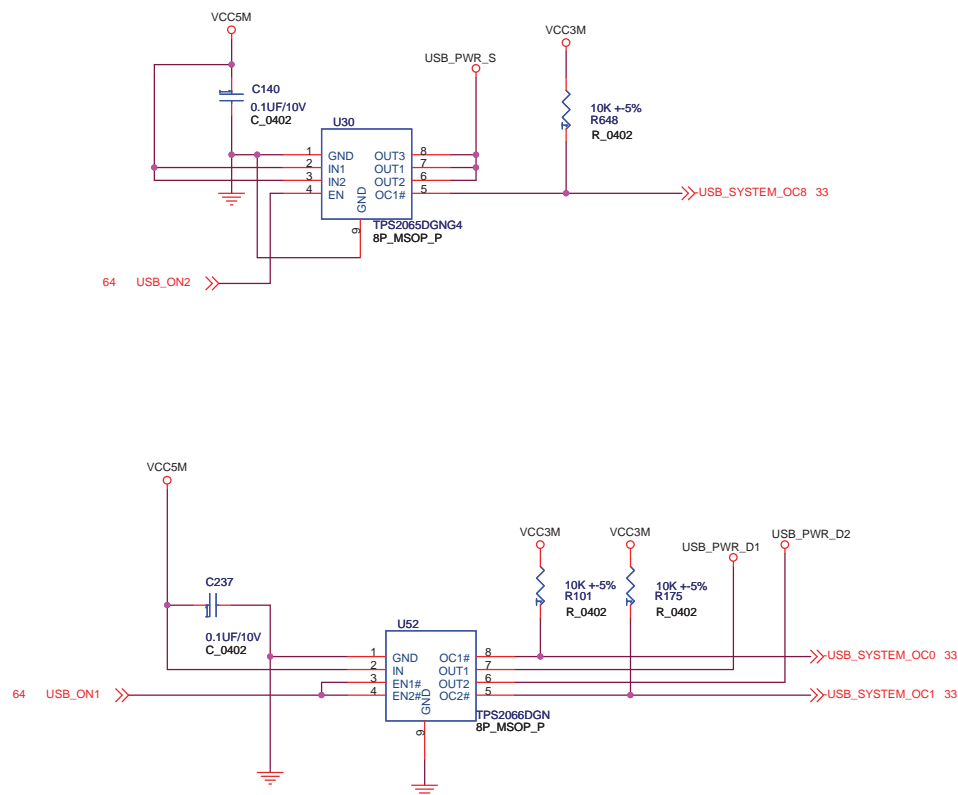 VCC5M
VCC3M
USB_PWR_S
C140
0.1UF/10V
C_0402
10K +-5%
R648
R_0402
U30
1 GND OUT3 8
2 IN1 OUT1 7
3 IN2 OUT2 6
4 EN OC1# 5
GND
9
USB_SYSTEM_OC8 33
TPS2065DGNG4
8P_MSOP_P
64 USB_ON2
VCC5M
VCC3M
VCC3M
USB_PWR_D1
USB_PWR_D2
C237
0.1UF/10V
C_0402
10K +-5%
R101
R_0402
10K +-5%
R175
R_0402
U52
1 GND OC1# 8
2 IN OUT1 7
3 EN1# OUT2 6
4 EN2# OC2# 5
GND
9
USB_SYSTEM_OC0 33
USB_SYSTEM_OC1 33
64 USB_ON1
TPS2066DGN
8P_MSOP_P